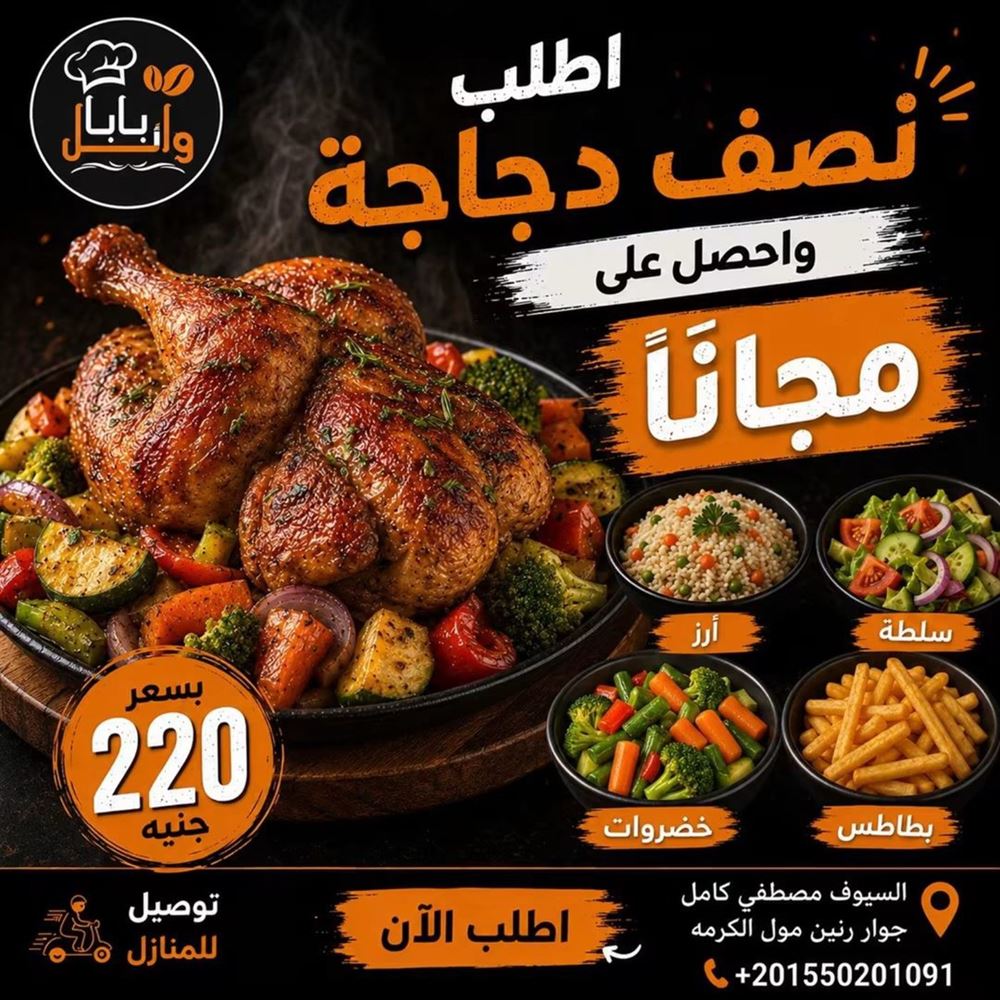 بابا
وائل
اطلب
نصف دجاجة
واحصل على
مجاناً
أرز
سلطة
خضروات
بطاطس
بسعر
220
جنيه
توصيل
للمنازل
اطلب الآن
السيوف مصطفي كامل
جوار رنين مول الكرمه
+201550201091